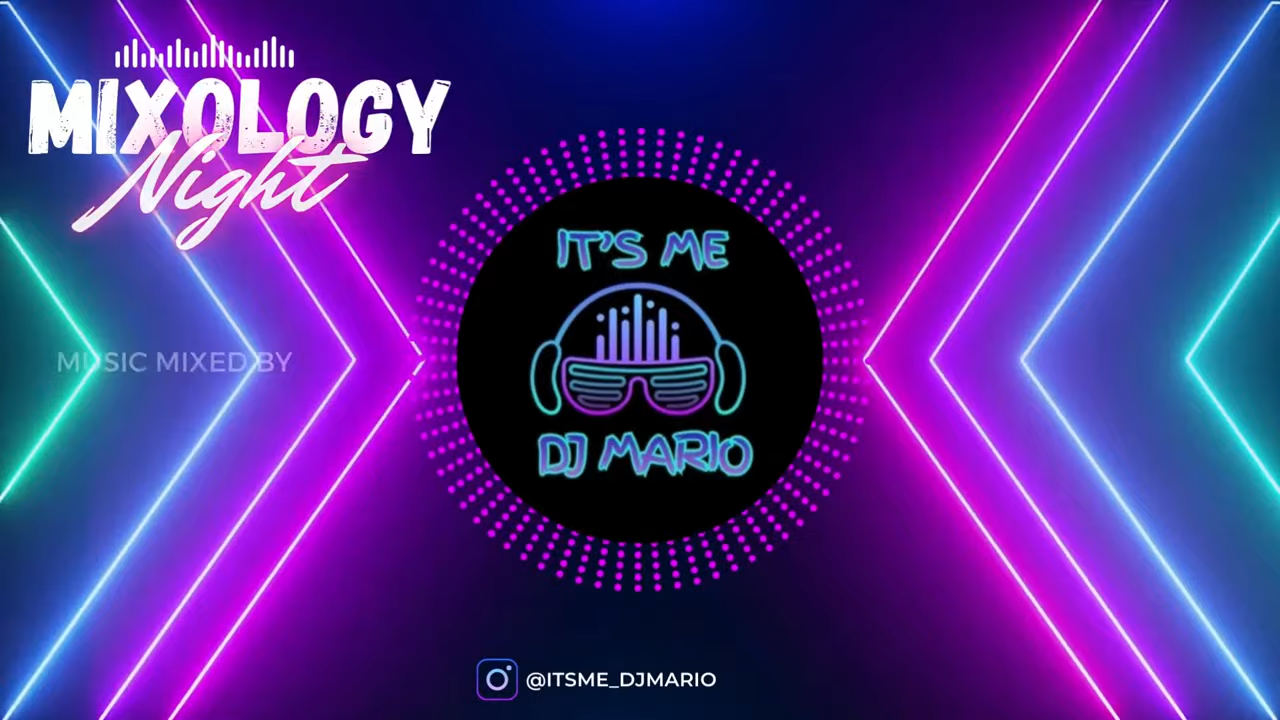 MIXOLOGY
Night
MUSIC MIXED BY
IT'S ME
DJ MARIO
@ITSME_DJMARIO